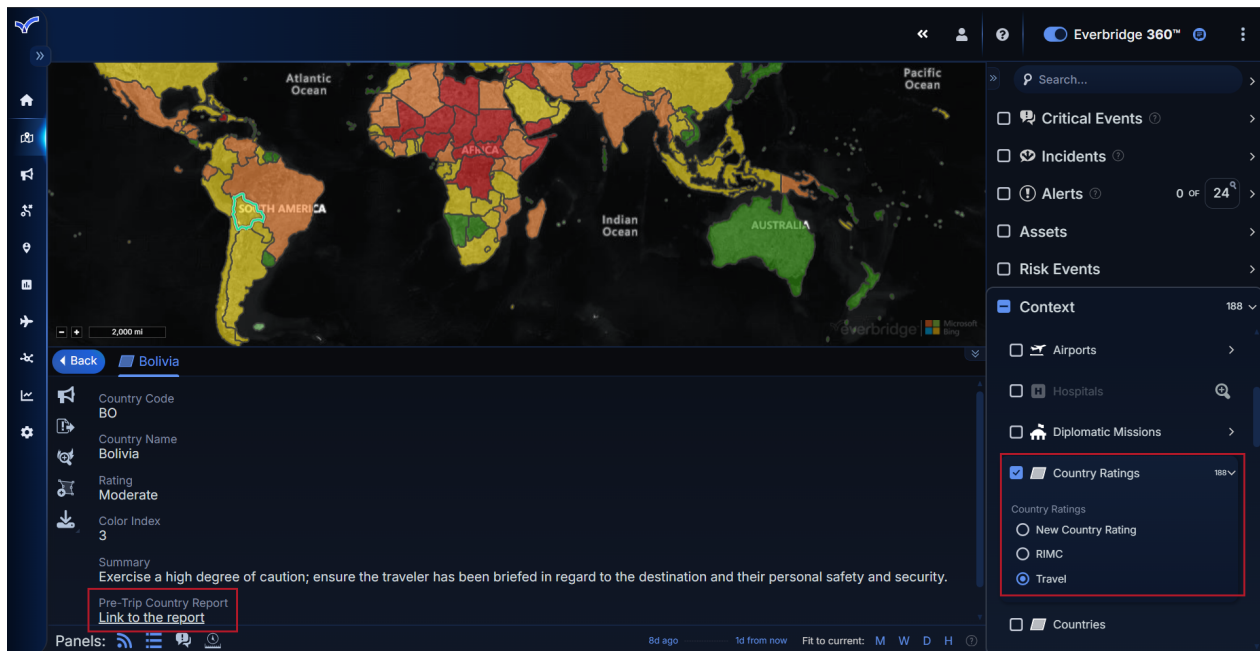 Everbridge 360™
Search...
Atlantic
Ocean
Pacific
Ocean
AFRICA
SOUTH AMERICA
Indian
Ocean
AUSTRALIA
2,000 mi
everbridge
Microsoft
Bing
Critical Events
Incidents
Alerts 0 OF 24
Assets
Risk Events
Context 188
Airports
Hospitals
Diplomatic Missions
Country Ratings 188
Country Ratings
New Country Rating
RIMC
Travel
Countries
Back Bolivia
Country Code
BO
Country Name
Bolivia
Rating
Moderate
Color Index
3
Summary
Exercise a high degree of caution; ensure the traveler has been briefed in regard to the destination and their personal safety and security.
Pre-Trip Country Report
Link to the report
Panels: 8d ago 1d from now Fit to current: M W D H